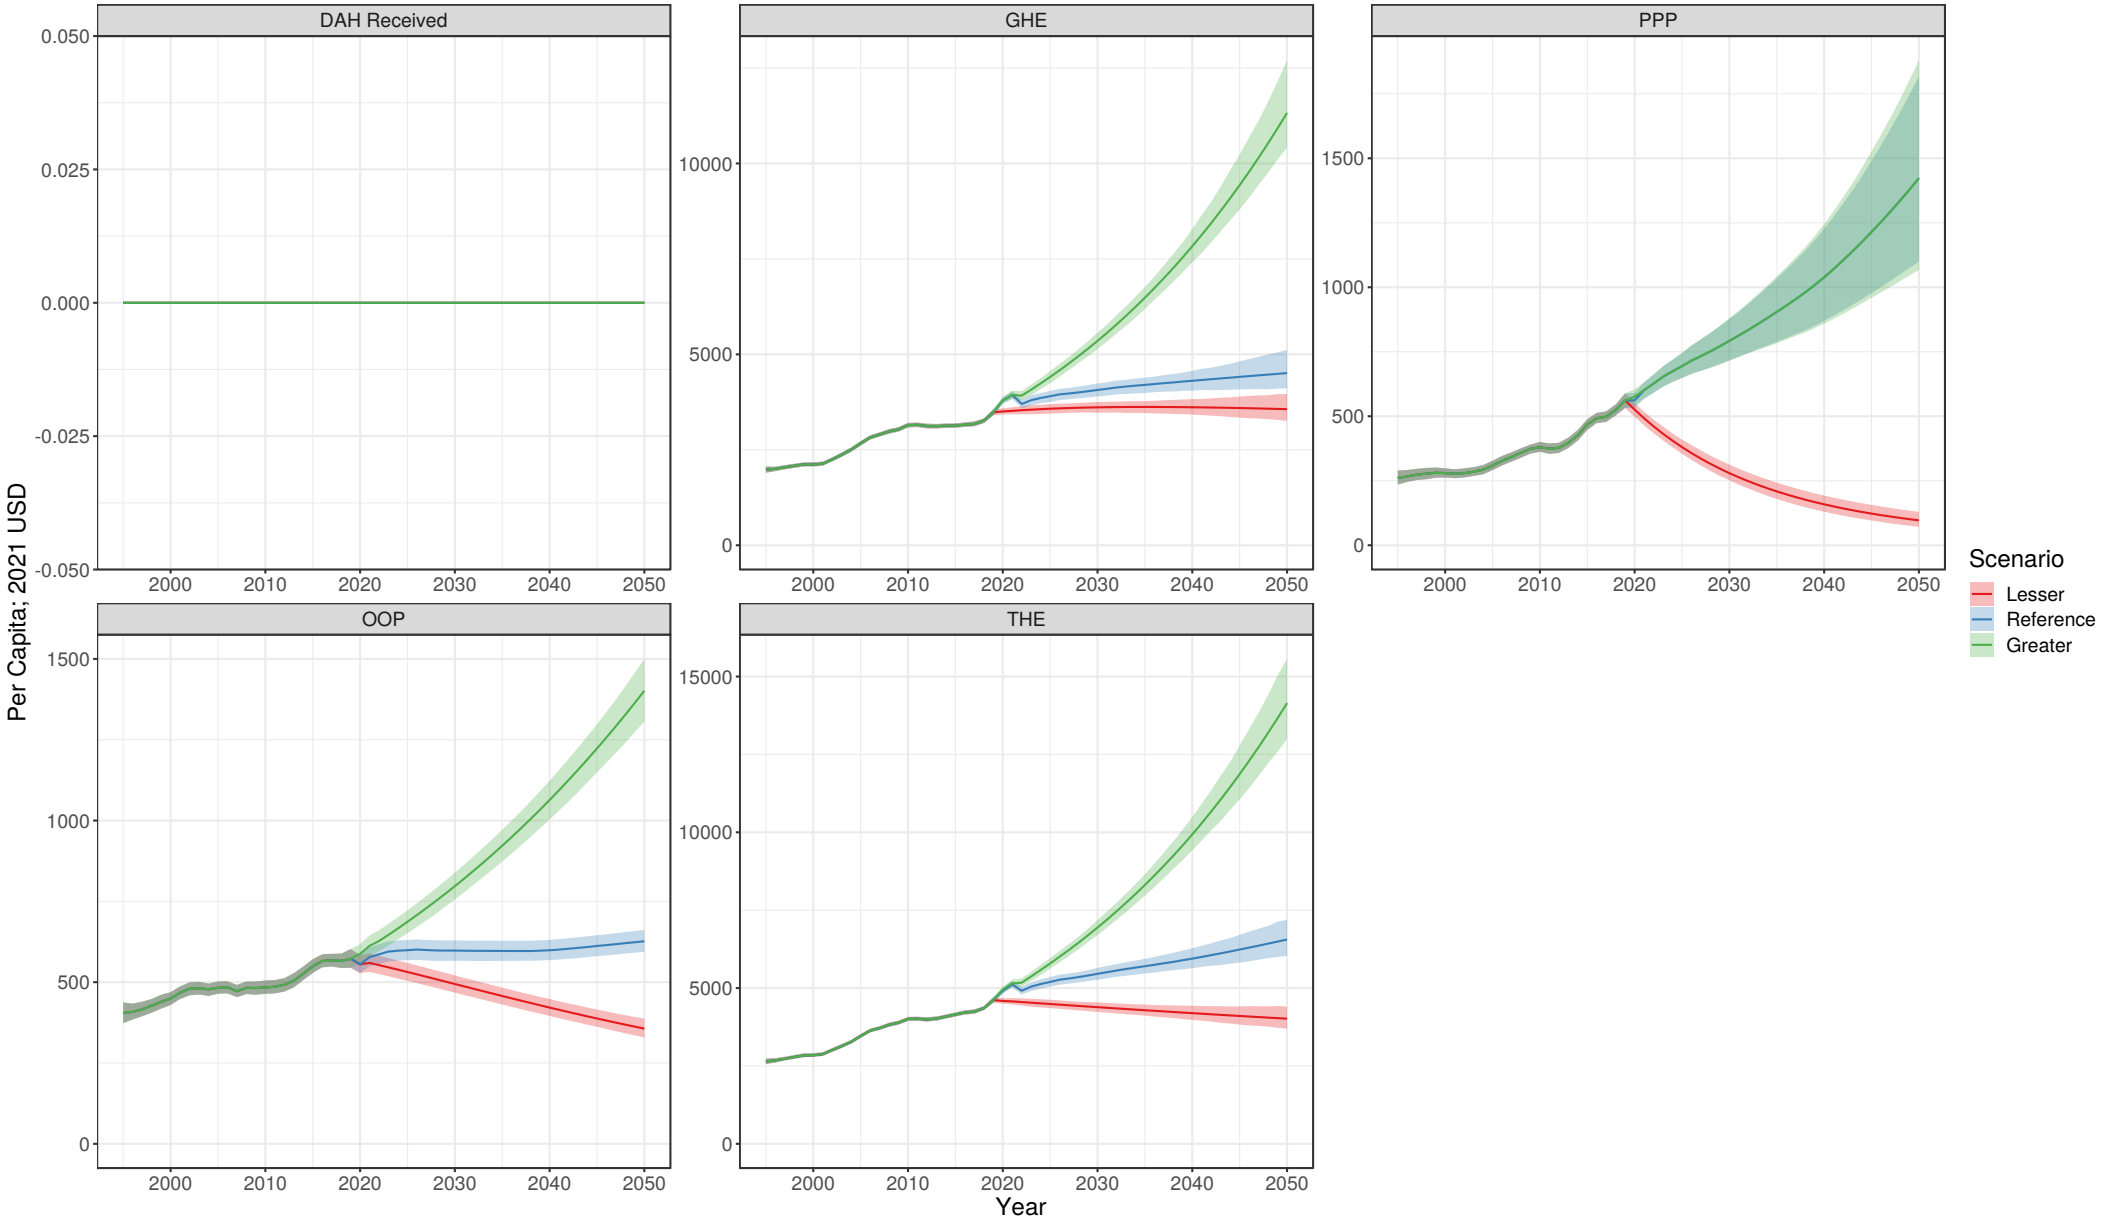 DAH Received
GHE
PPP
0.050
0.025
0.000
-0.025
-0.050
10000
5000
0
1500
1000
500
0
2000 2010 2020 2030 2040 2050
2000 2010 2020 2030 2040 2050
2000 2010 2020 2030 2040 2050
Per Capita; 2021 USD
OOP
THE
1500
1000
500
0
15000
10000
5000
0
2000 2010 2020 2030 2040 2050
2000 2010 2020 2030 2040 2050
Year
Scenario
Lesser
Reference
Greater